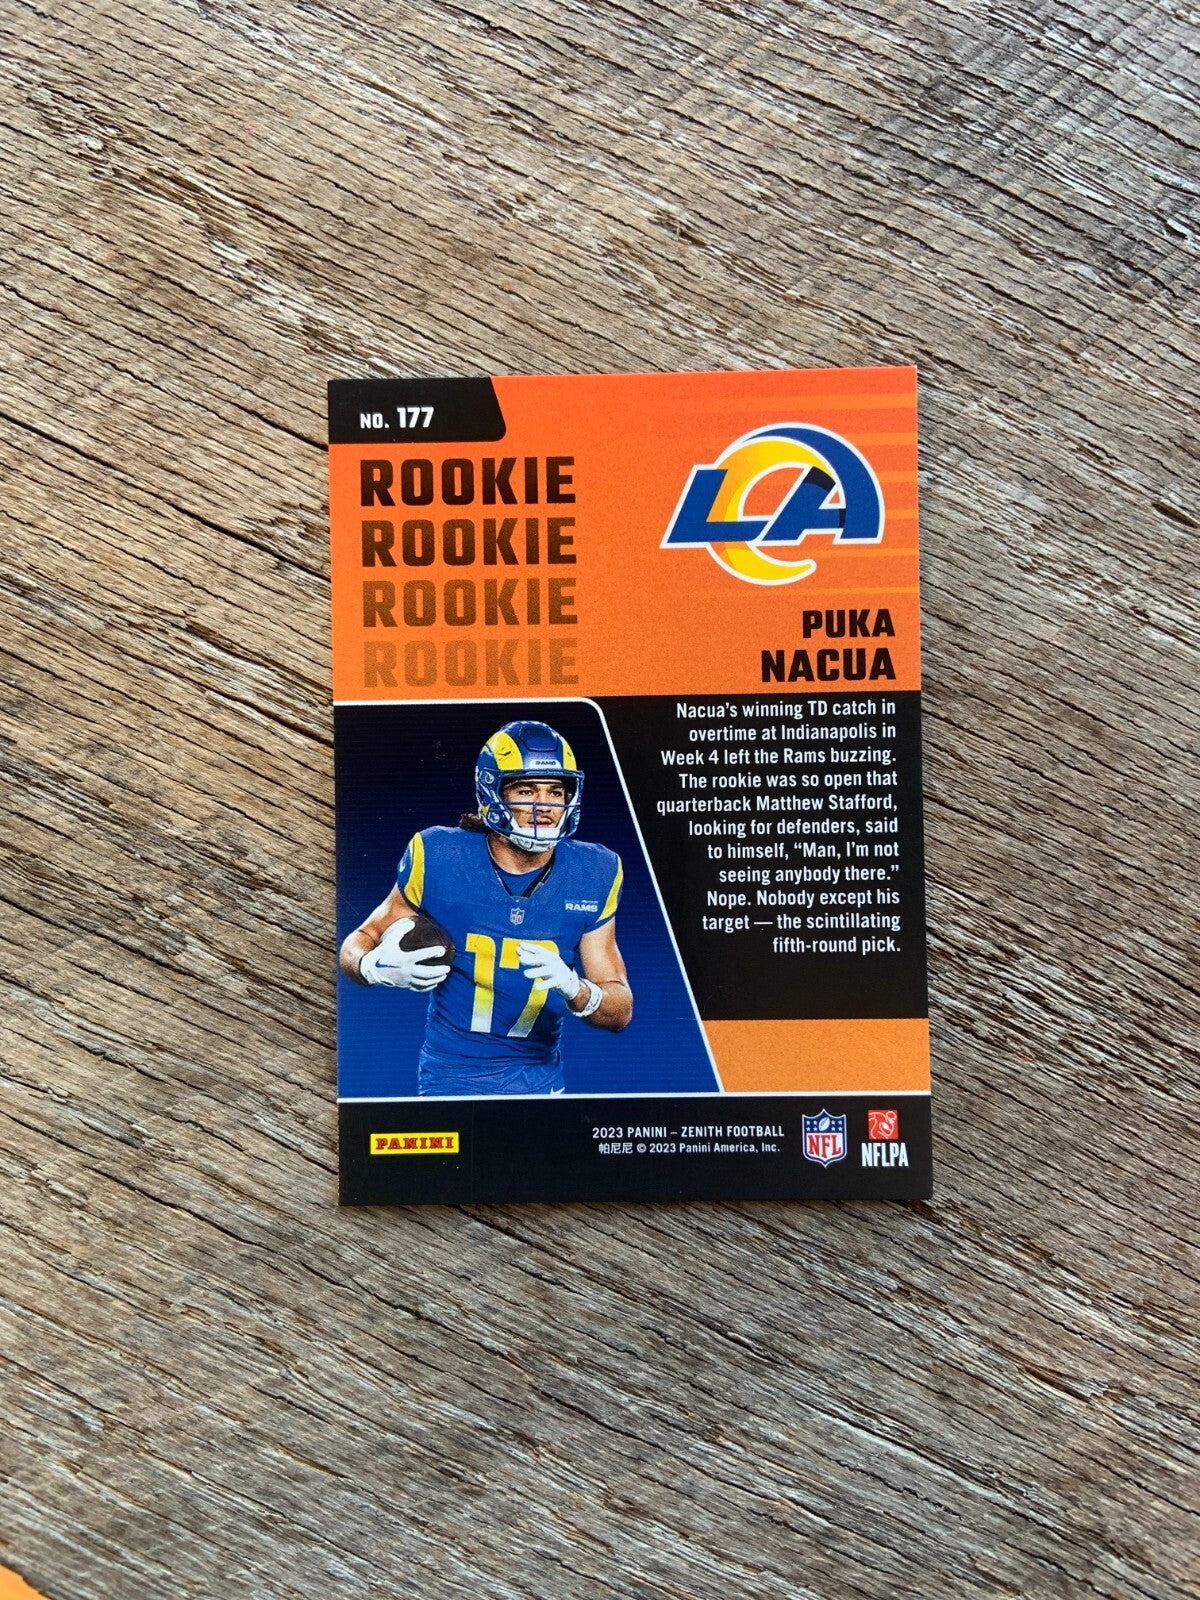 NO. 177
ROOKIE
ROOKIE
ROOKIE
ROOKIE
LA
PUKA
NACUA
Nacua's winning TD catch in
overtime at Indianapolis in
Week 4 left the Rams buzzing.
The rookie was so open that
quarterback Matthew Stafford,
looking for defenders, said
to himself, “Man, I'm not
seeing anybody there.”
Nope. Nobody except his
target — the scintillating
fifth-round pick.
RAMS
RAMS
17
PANINI
2023 PANINI – ZENITH FOOTBALL
帕尼尼 © 2023 Panini America, Inc.
NFL
NFLPA